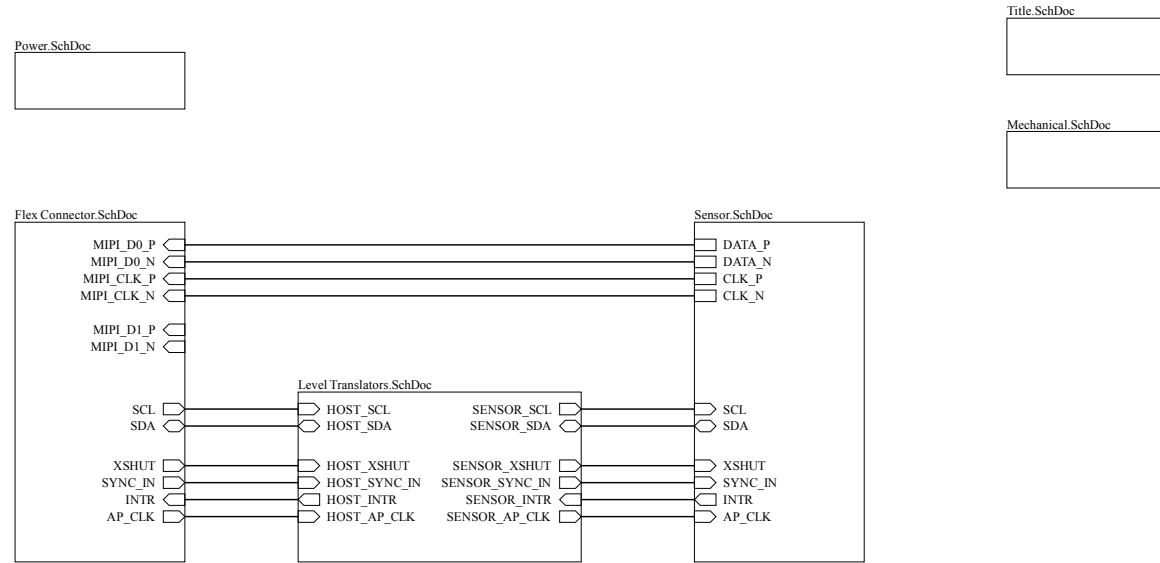 Title.SchDoc
Power.SchDoc
Mechanical.SchDoc
Flex Connector.SchDoc
Sensor.SchDoc
MIPI_D0_P DATA_P
MIPI_D0_N DATA_N
MIPI_CLK_P CLK_P
MIPI_CLK_N CLK_N
MIPI_D1_P
MIPI_D1_N
Level Translators.SchDoc
SCL HOST_SCL SENSOR_SCL SCL
SDA HOST_SDA SENSOR_SDA SDA
XSHUT HOST_XSHUT SENSOR_XSHUT XSHUT
SYNC_IN HOST_SYNC_IN SENSOR_SYNC_IN SYNC_IN
INTR HOST_INTR SENSOR_INTR INTR
AP_CLK HOST_AP_CLK SENSOR_AP_CLK AP_CLK